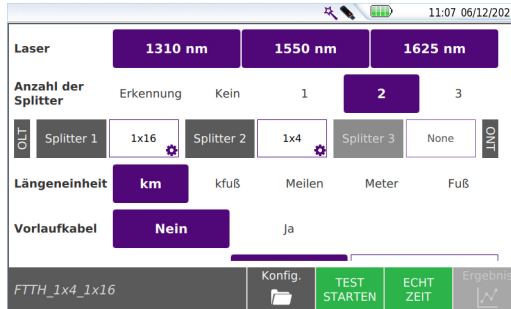 11:07 06/12/202
Laser 1310 nm 1550 nm 1625 nm
Anzahl der
Splitter
Erkennung Kein 1 2 3
OLT Splitter 1 1x16 Splitter 2 1x4 Splitter 3 None ONT
Längeneinheit km kfuß Meilen Meter Fuß
Vorlaufkabel Nein Ja
FTTH_1x4_1x16
Konfig.
TEST
STARTEN
ECHT
ZEIT
Ergebnis